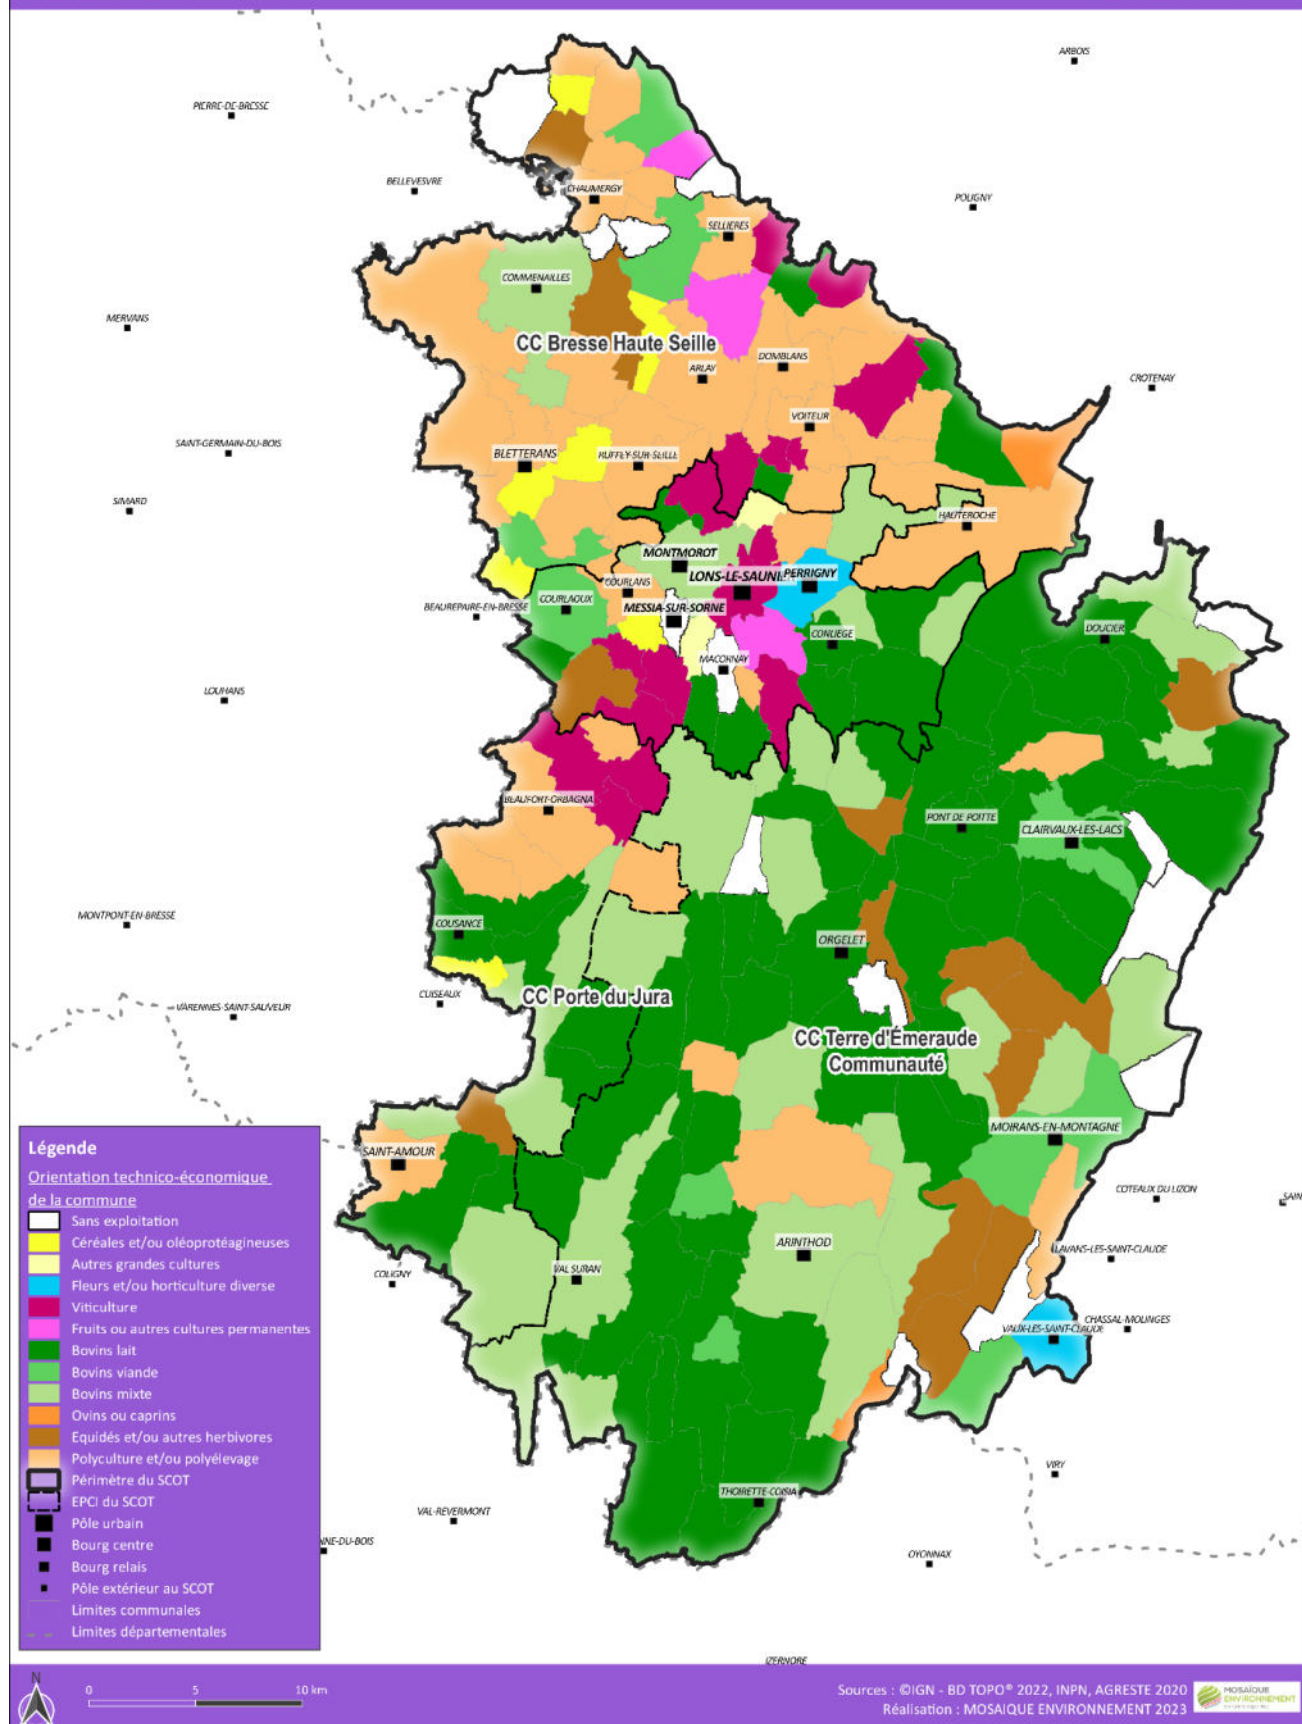 ARBOIS
PIERRE-DE-BRESSE
BELLEVESVRE
CHAUMERGY
POLIGNY
SELLIERES
COMMENAILLES
MERVANS
CC Bresse Haute Seille
DOMBLANS
ARLAY
CROTENAY
VOITEUR
SAINT-GERMAIN-DU-BOIS
BLETTERANS
RUFFEY-SUR-SEILLE
SIMARD
HAUTEROCHE
MONTMOROT
LONS-LE-SAUNI
PERRIGNY
COURLANS
COURLAOUX
MESSIA-SUR-SORNE
BEAUREPAIRE-EN-BRESSE
CONLIEGE
DOUCIER
MACORNAY
LOUHANS
BEAUFORT-ORBAGNA
PONT DE POITTE
CLAIRVAUX-LES-LACS
MONTPONT-EN-BRESSE
COUSANCE
ORGELET
CUISEAUX
CC Porte du Jura
VARENNES-SAINT-SAUVEUR
CC Terre d'Émeraude
Communauté
MOIRANS-EN-MONTAGNE
SAINT-AMOUR
COTEAUX DU LIZON
SAIN
ARINTHOD
LAVANS-LES-SAINT-CLAUDE
COLIGNY
VAL SURAN
CHASSAL-MOLINGES
VAUX-LES-SAINT-CLAUDE
VIRY
THOIRETTE-COISIA
VAL-REVERMONT
NNE-DU-BOIS
OYONNAX
IZERNORE
Légende
Orientation technico-économique
de la commune
Sans exploitation
Céréales et/ou oléoprotéagineuses
Autres grandes cultures
Fleurs et/ou horticulture diverse
Viticulture
Fruits ou autres cultures permanentes
Bovins lait
Bovins viande
Bovins mixte
Ovins ou caprins
Equidés et/ou autres herbivores
Polyculture et/ou polyélevage
Périmètre du SCOT
EPCI du SCOT
Pôle urbain
Bourg centre
Bourg relais
Pôle extérieur au SCOT
Limites communales
Limites départementales
N
0 5 10 km
Sources : ©IGN - BD TOPO® 2022, INPN, AGRESTE 2020
Réalisation : MOSAIQUE ENVIRONNEMENT 2023
MOSAÏQUE
ENVIRONNEMENT